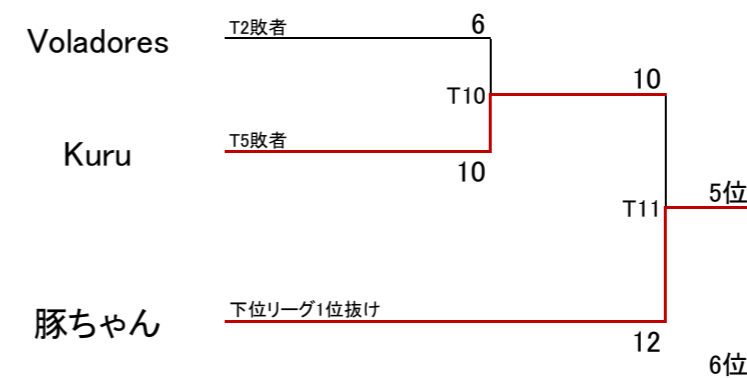 Voladores
T2敗者
6
T10
10
Kuru
T5敗者
10
T11
5位
豚ちゃん
下位リーグ1位抜け
12
6位